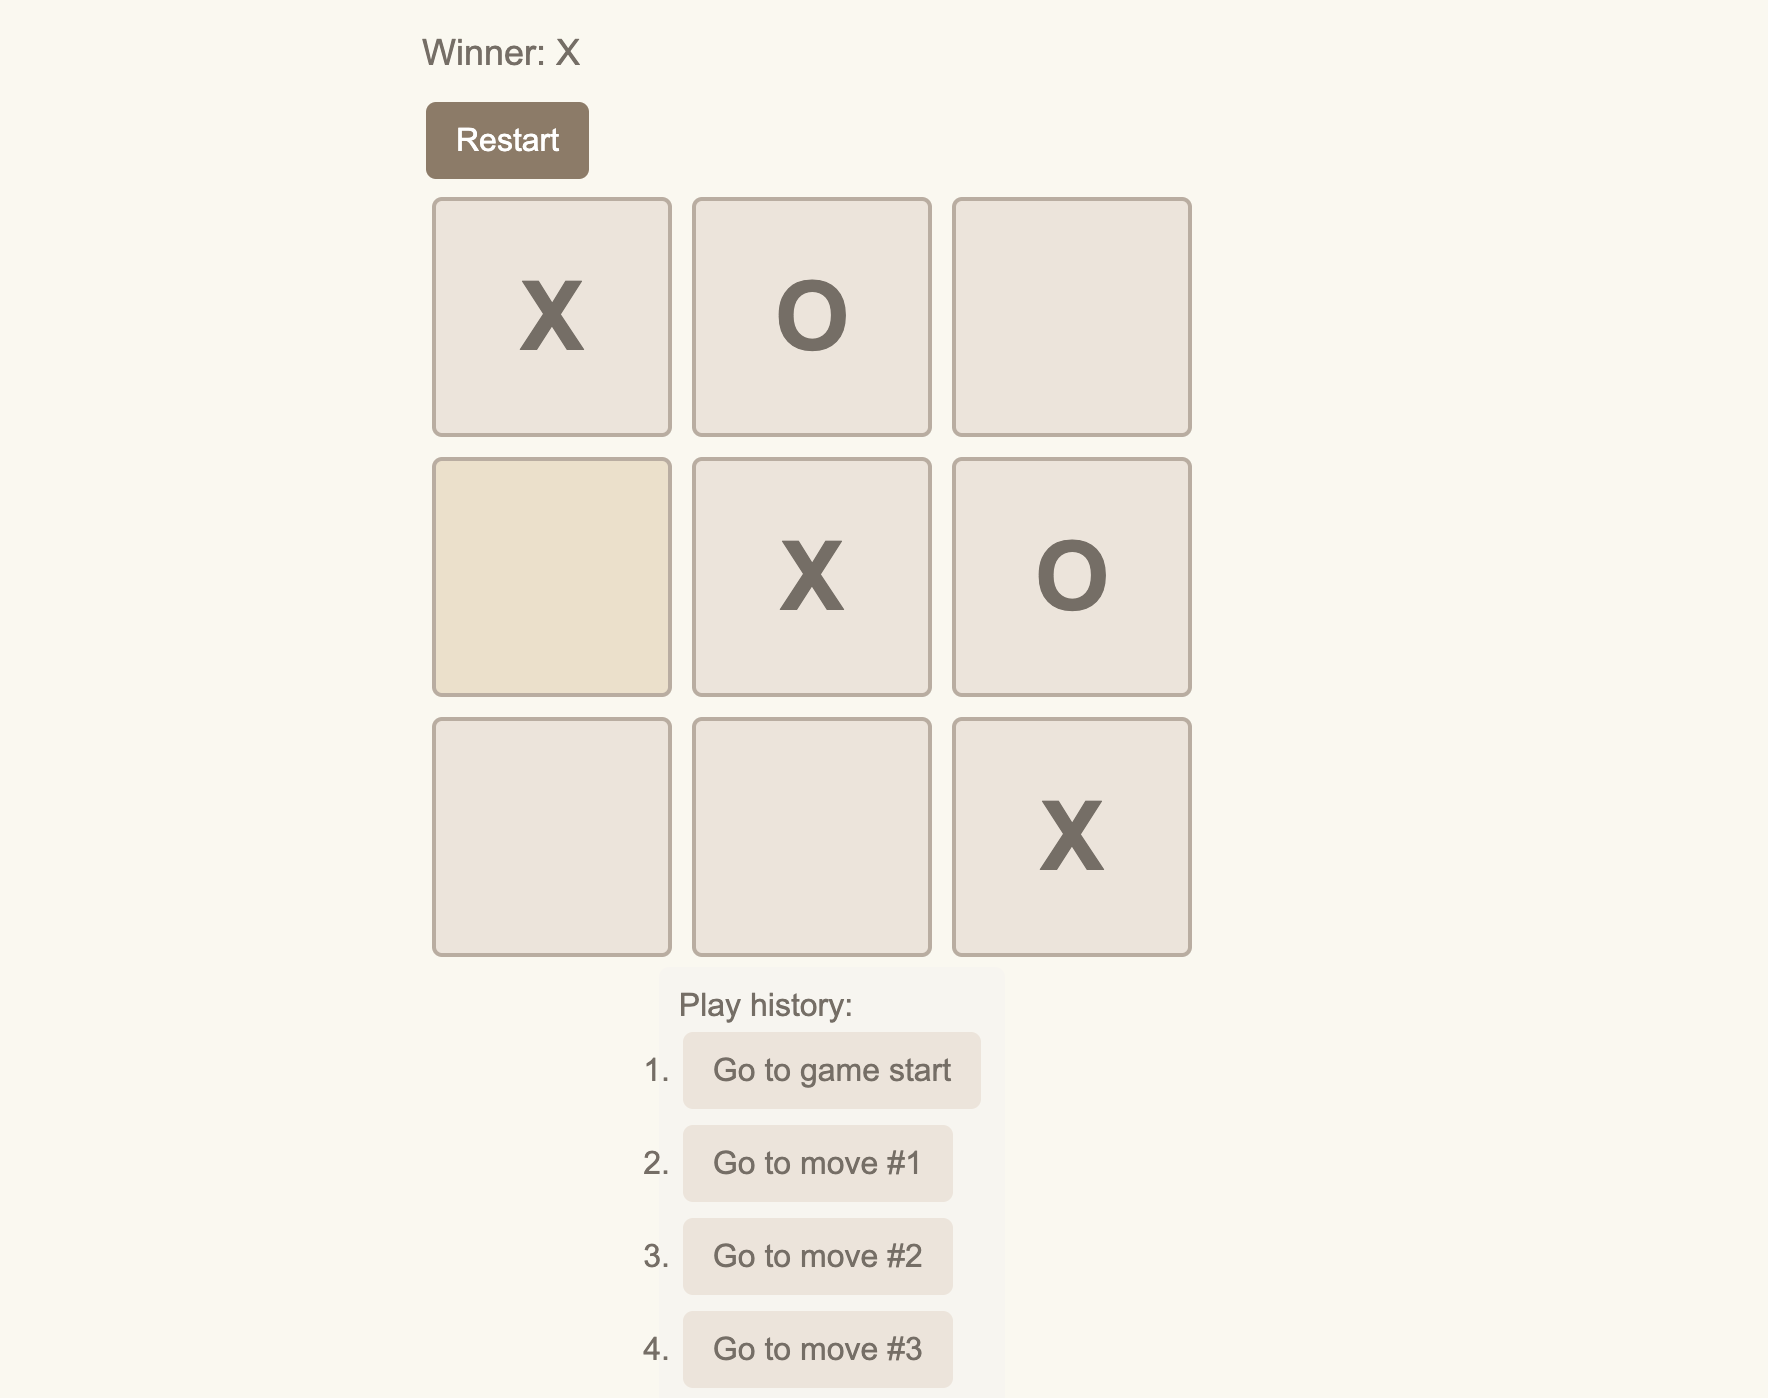 Winner: X
Restart
X O
X O
X
Play history:
1. Go to game start
2. Go to move #1
3. Go to move #2
4. Go to move #3